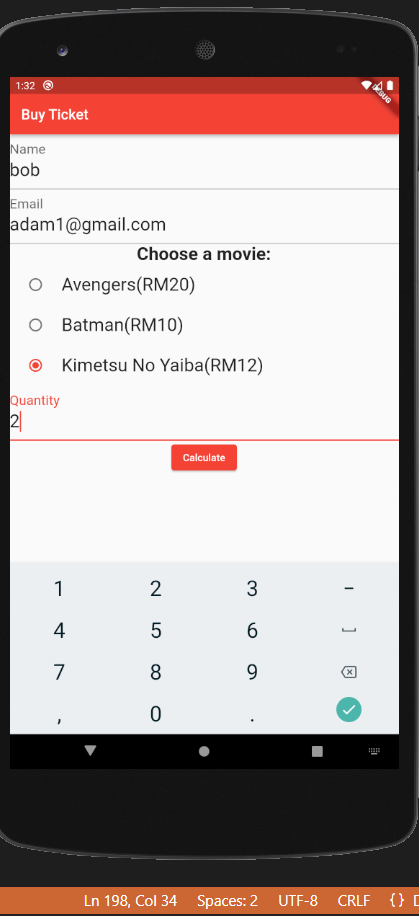 1:32
Buy Ticket
Name
bob
Email
adam1@gmail.com
Choose a movie:
Avengers(RM20)
Batman(RM10)
Kimetsu No Yaiba(RM12)
Quantity
2
Calculate
1 2 3 –
4 5 6
7 8 9
, 0 .
Ln 198, Col 34 Spaces: 2 UTF-8 CRLF { }